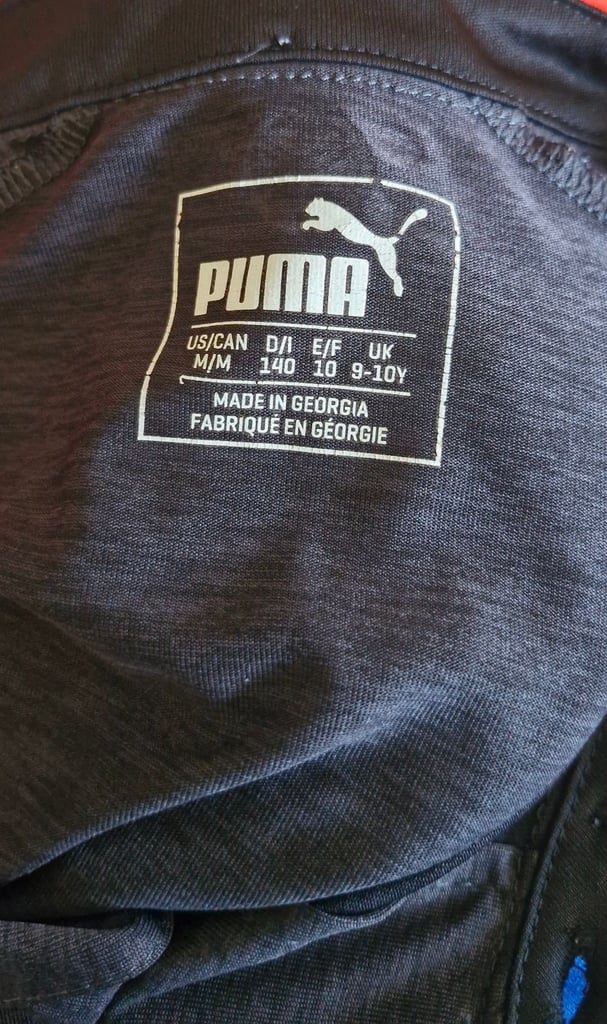 PUMA
US/CAN D/I E/F UK
M/M 140 10 9-10Y
MADE IN GEORGIA
FABRIQUÉ EN GÉORGIE